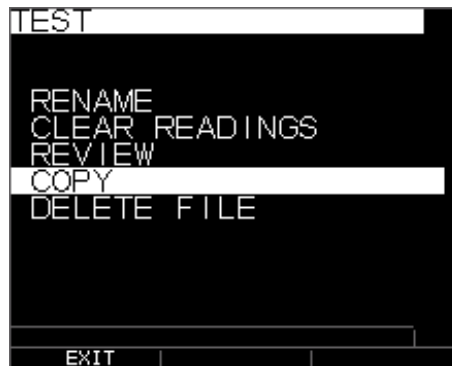 TEST
RENAME
CLEAR READINGS
REVIEW
COPY
DELETE FILE
EXIT